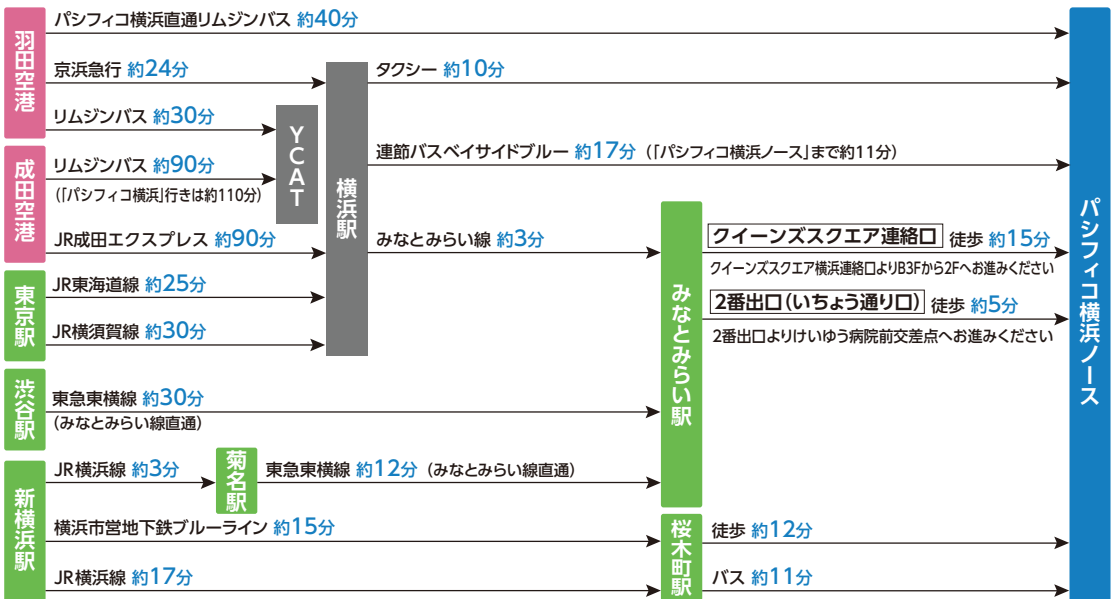 羽田空港
パシフィコ横浜直通リムジンバス 約40分
京浜急行 約24分
リムジンバス 約30分
成田空港
リムジンバス 約90分
(「パシフィコ横浜」行きは約110分)
JR成田エクスプレス 約90分
YCAT
東京駅
JR東海道線 約25分
JR横須賀線 約30分
横浜駅
タクシー 約10分
連節バスベイサイドブルー 約17分 (「パシフィコ横浜ノース」まで約11分)
みなとみらい線 約3分
渋谷駅
東急東横線 約30分
(みなとみらい線直通)
新横浜駅
JR横浜線 約3分
菊名駅
東急東横線 約12分 (みなとみらい線直通)
横浜市営地下鉄ブルーライン 約15分
JR横浜線 約17分
みなとみらい駅
クイーンズスクエア連絡口 徒歩 約15分
クイーンズスクエア横浜連絡口よりB3Fから2Fへお進みください
2番出口(いちょう通り口) 徒歩 約5分
2番出口よりけいゆう病院前交差点へお進みください
桜木町駅
徒歩 約12分
バス 約11分
パシフィコ横浜ノース